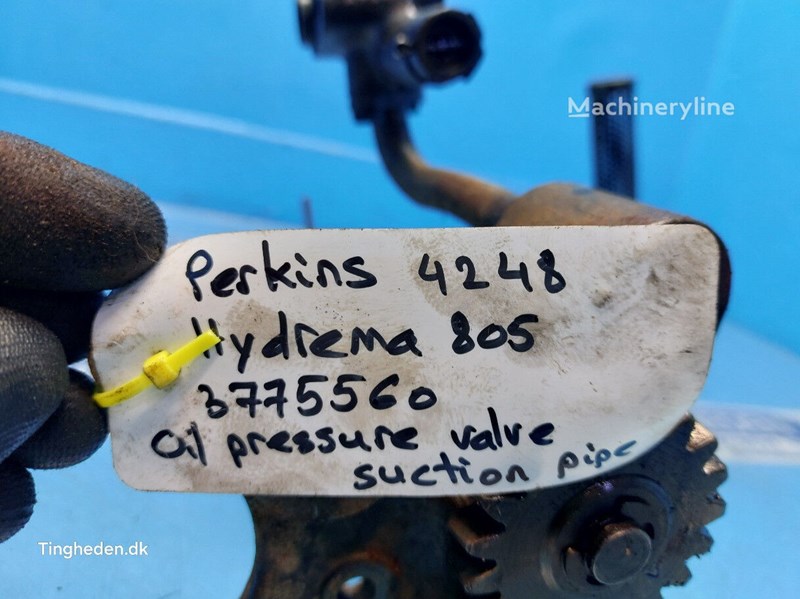 Machineryline
Perkins 4248
Hydrema 805
3775560
Oil pressure valve
suction pipe
Tingheden.dk